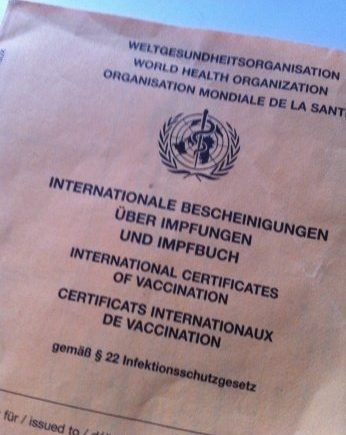 WELTGESUNDHEITSORGANISATION
WORLD HEALTH ORGANIZATION
ORGANISATION MONDIALE DE LA SANT
INTERNATIONALE BESCHEINIGUNGEN
ÜBER IMPFUNGEN
UND IMPFBUCH
INTERNATIONAL CERTIFICATES
OF VACCINATION
CERTIFICATS INTERNATIONAUX
DE VACCINATION
gemäß § 22 Infektionsschutzgesetz
für / issued to /